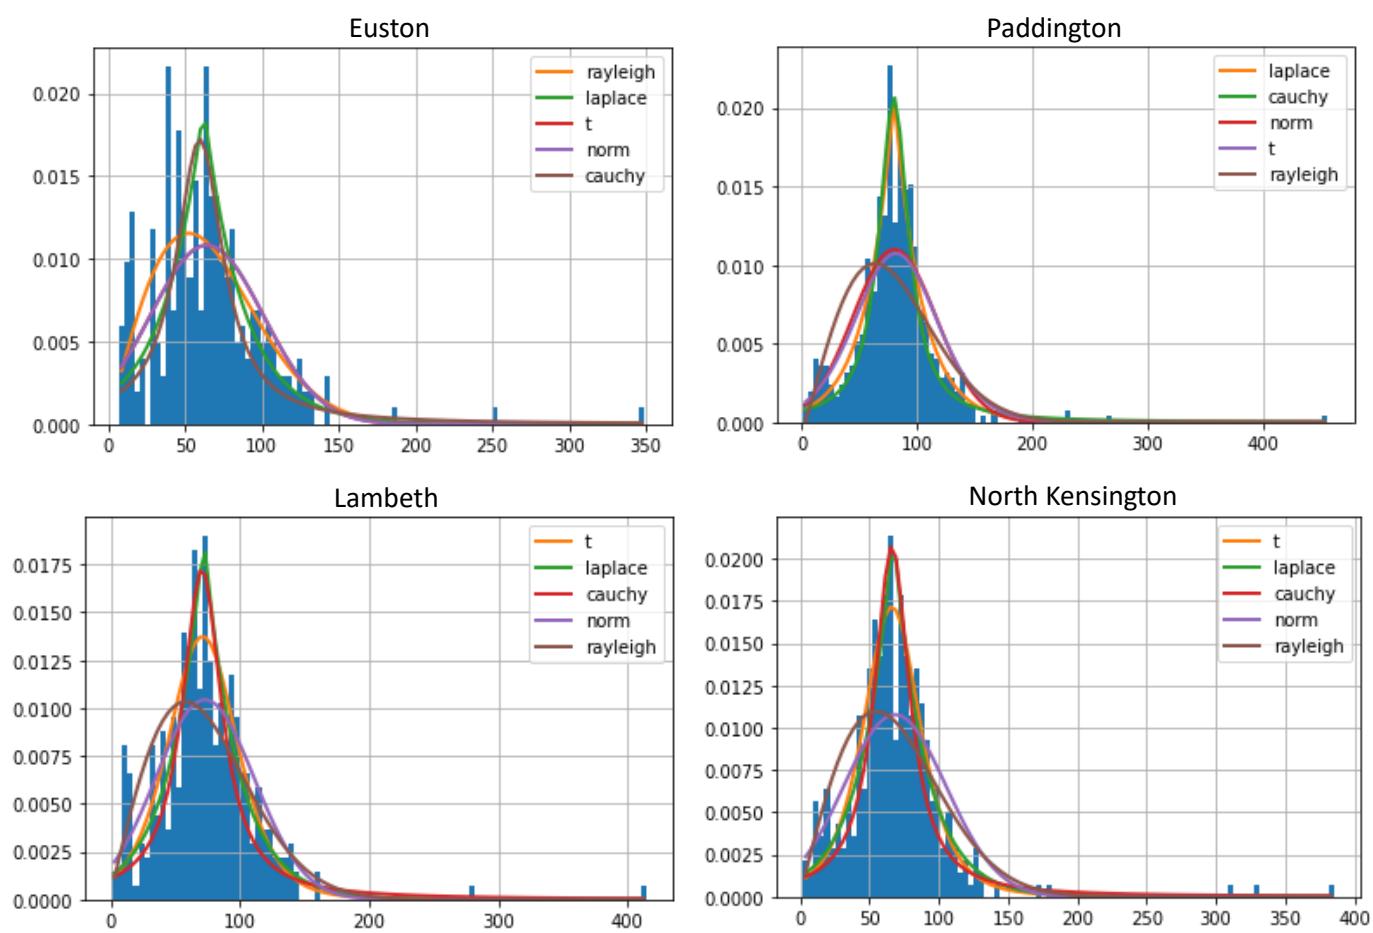 Euston
rayleigh
laplace
t
norm
cauchy
0.020
0.015
0.010
0.005
0.000
0 50 100 150 200 250 300 350
Paddington
laplace
cauchy
norm
t
rayleigh
0.020
0.015
0.010
0.005
0.000
0 100 200 300 400
Lambeth
t
laplace
cauchy
norm
rayleigh
0.0175
0.0150
0.0125
0.0100
0.0075
0.0050
0.0025
0.0000
0 100 200 300 400
North Kensington
t
laplace
cauchy
norm
rayleigh
0.0200
0.0175
0.0150
0.0125
0.0100
0.0075
0.0050
0.0025
0.0000
0 50 100 150 200 250 300 350 400